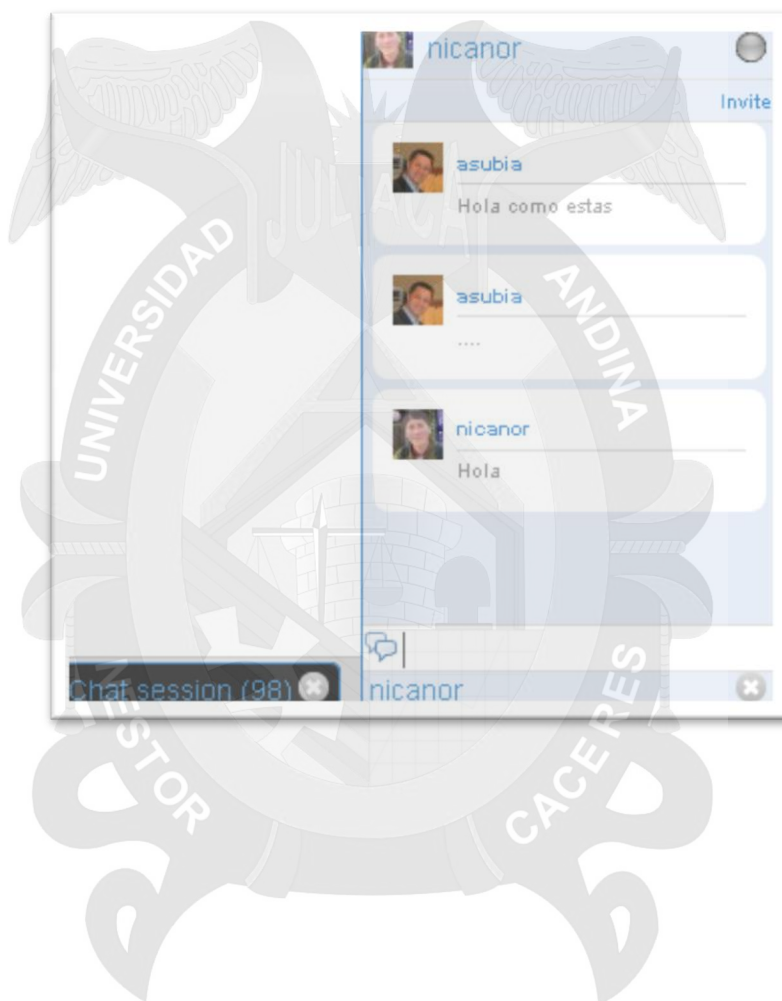 nicanor
Invite
asubia
Hola como estas
asubia
....
nicanor
Hola
Chat session (98)
nicanor
UNIVERSIDAD ANDINA
NESTOR CACERES
JULIACA